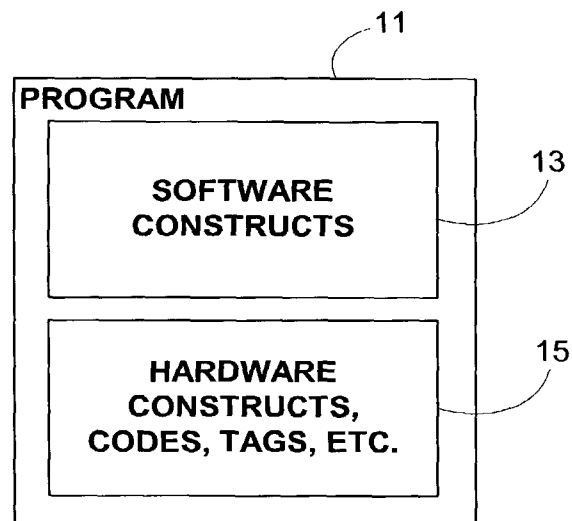 11
PROGRAM
SOFTWARE
CONSTRUCTS
13
HARDWARE
CONSTRUCTS,
CODES, TAGS, ETC.
15